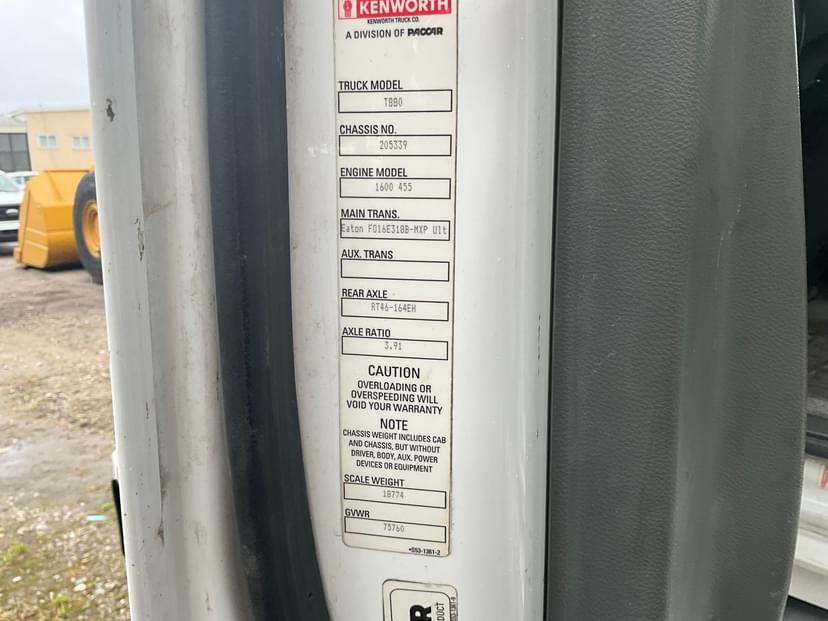 KENWORTH
KENWORTH TRUCK CO.
A DIVISION OF PACCAR
TRUCK MODEL
T880
CHASSIS NO.
205339
ENGINE MODEL
1600 455
MAIN TRANS.
Eaton FO16E318B-MXP Ult
AUX. TRANS
REAR AXLE
RT46-164EH
AXLE RATIO
3.91
CAUTION
OVERLOADING OR
OVERSPEEDING WILL
VOID YOUR WARRANTY
NOTE
CHASSIS WEIGHT INCLUDES CAB
AND CHASSIS, BUT WITHOUT
DRIVER, BODY, AUX. POWER
DEVICES OR EQUIPMENT
SCALE WEIGHT
18774
GVWR
75760
•S53-1361-2